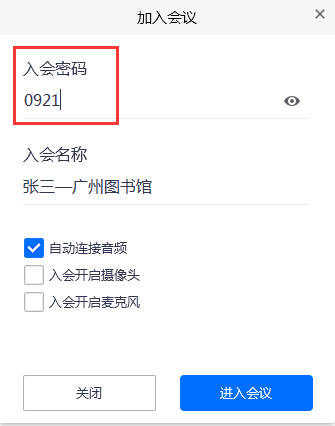 加入会议
入会密码
0921
入会名称
张三—广州图书馆
自动连接音频
入会开启摄像头
入会开启麦克风
关闭
进入会议